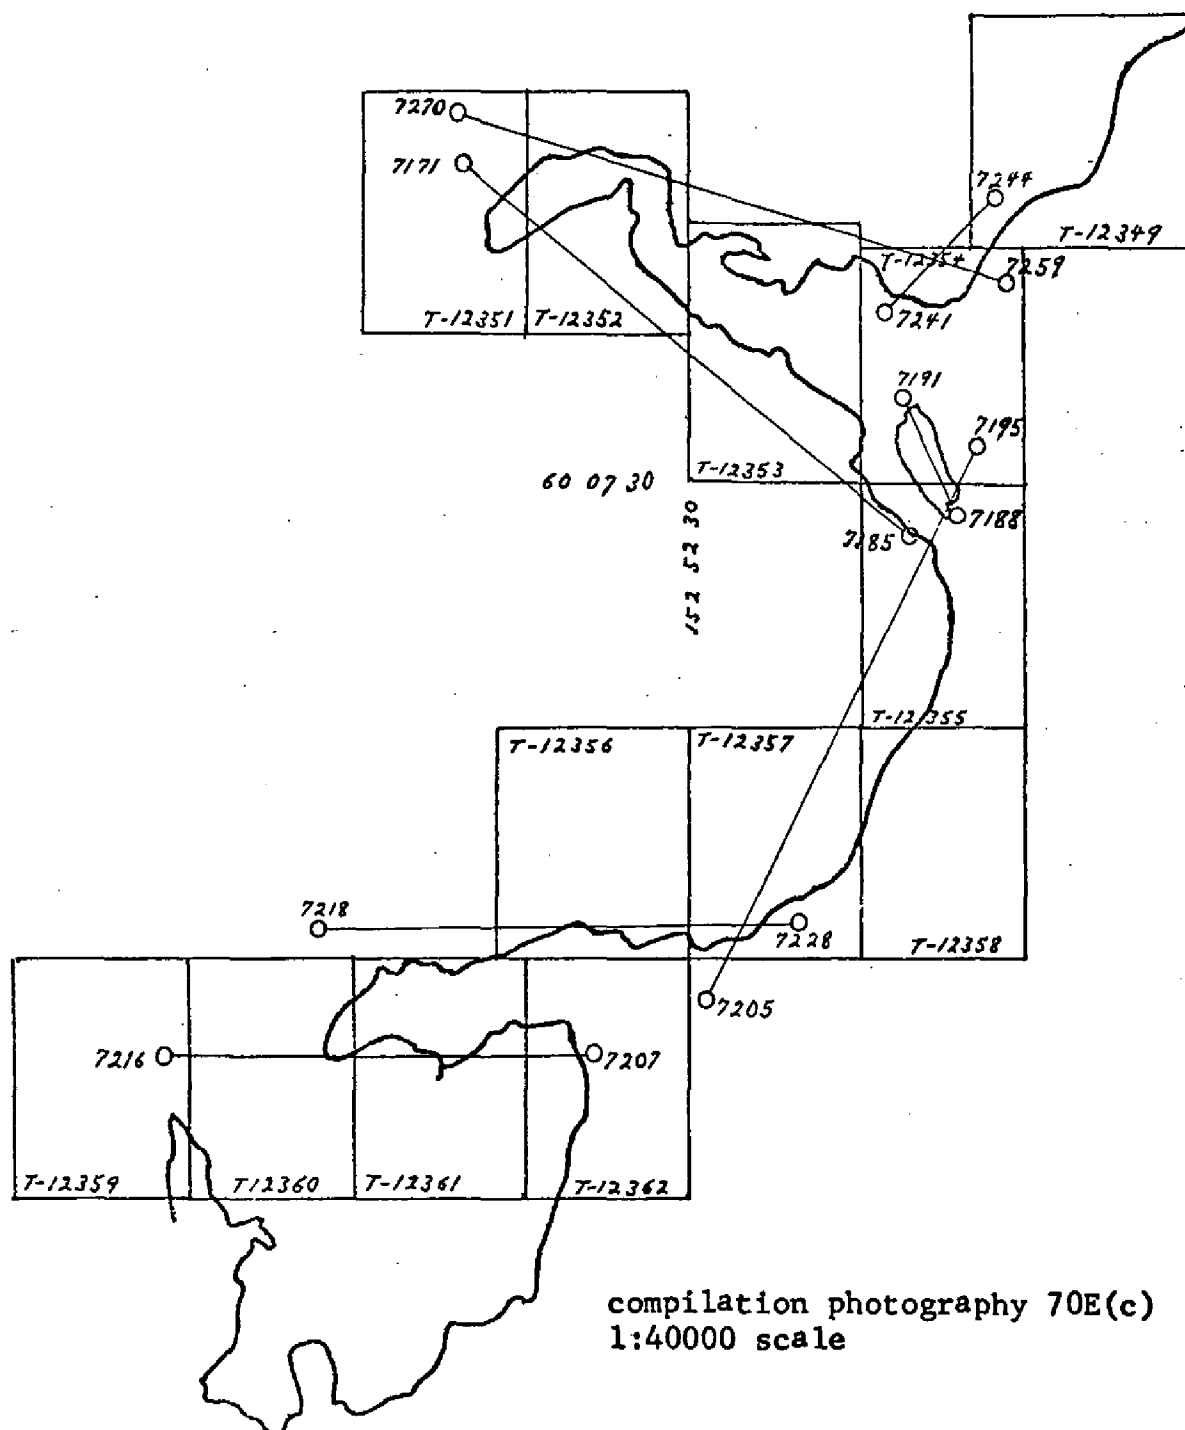 7270
7171
7244
T-12349
T-12354
7259
7241
T-12351
T-12352
7191
7195
T-12353
60 07 30
7188
7185
152 52 30
T-12355
T-12356
T-12357
7218
7228
T-12358
7205
7216
7207
T-12359
T12360
T-12361
T-12362
compilation photography 70E(c)
1:40000 scale